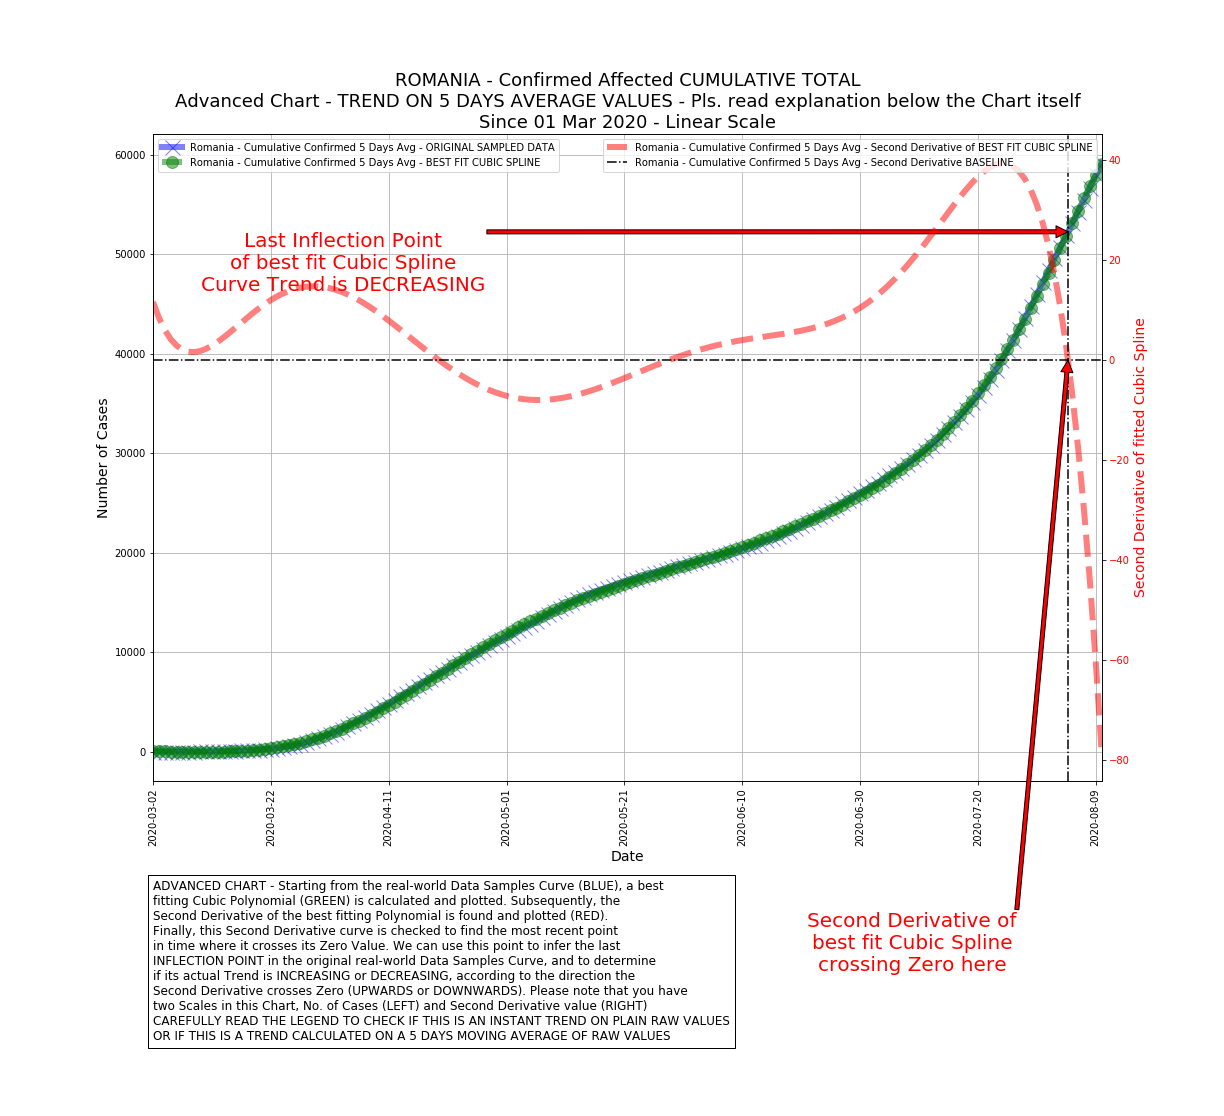 ROMANIA - Confirmed Affected CUMULATIVE TOTAL
Advanced Chart - TREND ON 5 DAYS AVERAGE VALUES - Pls. read explanation below the Chart itself
Since 01 Mar 2020 - Linear Scale
Romania - Cumulative Confirmed 5 Days Avg - ORIGINAL SAMPLED DATA
Romania - Cumulative Confirmed 5 Days Avg - BEST FIT CUBIC SPLINE
Romania - Cumulative Confirmed 5 Days Avg - Second Derivative of BEST FIT CUBIC SPLINE
Romania - Cumulative Confirmed 5 Days Avg - Second Derivative BASELINE
Last Inflection Point
of best fit Cubic Spline
Curve Trend is DECREASING
Number of Cases
60000
50000
40000
30000
20000
10000
0
40
20
0
−20
−40
−60
−80
Second Derivative of fitted Cubic Spline
2020-03-02
2020-03-22
2020-04-11
2020-05-01
2020-05-21
2020-06-10
2020-06-30
2020-07-20
2020-08-09
Date
ADVANCED CHART - Starting from the real-world Data Samples Curve (BLUE), a best
fitting Cubic Polynomial (GREEN) is calculated and plotted. Subsequently, the
Second Derivative of the best fitting Polynomial is found and plotted (RED).
Finally, this Second Derivative curve is checked to find the most recent point
in time where it crosses its Zero Value. We can use this point to infer the last
INFLECTION POINT in the original real-world Data Samples Curve, and to determine
if its actual Trend is INCREASING or DECREASING, according to the direction the
Second Derivative crosses Zero (UPWARDS or DOWNWARDS). Please note that you have
two Scales in this Chart, No. of Cases (LEFT) and Second Derivative value (RIGHT)
CAREFULLY READ THE LEGEND TO CHECK IF THIS IS AN INSTANT TREND ON PLAIN RAW VALUES
OR IF THIS IS A TREND CALCULATED ON A 5 DAYS MOVING AVERAGE OF RAW VALUES
Second Derivative of
best fit Cubic Spline
crossing Zero here